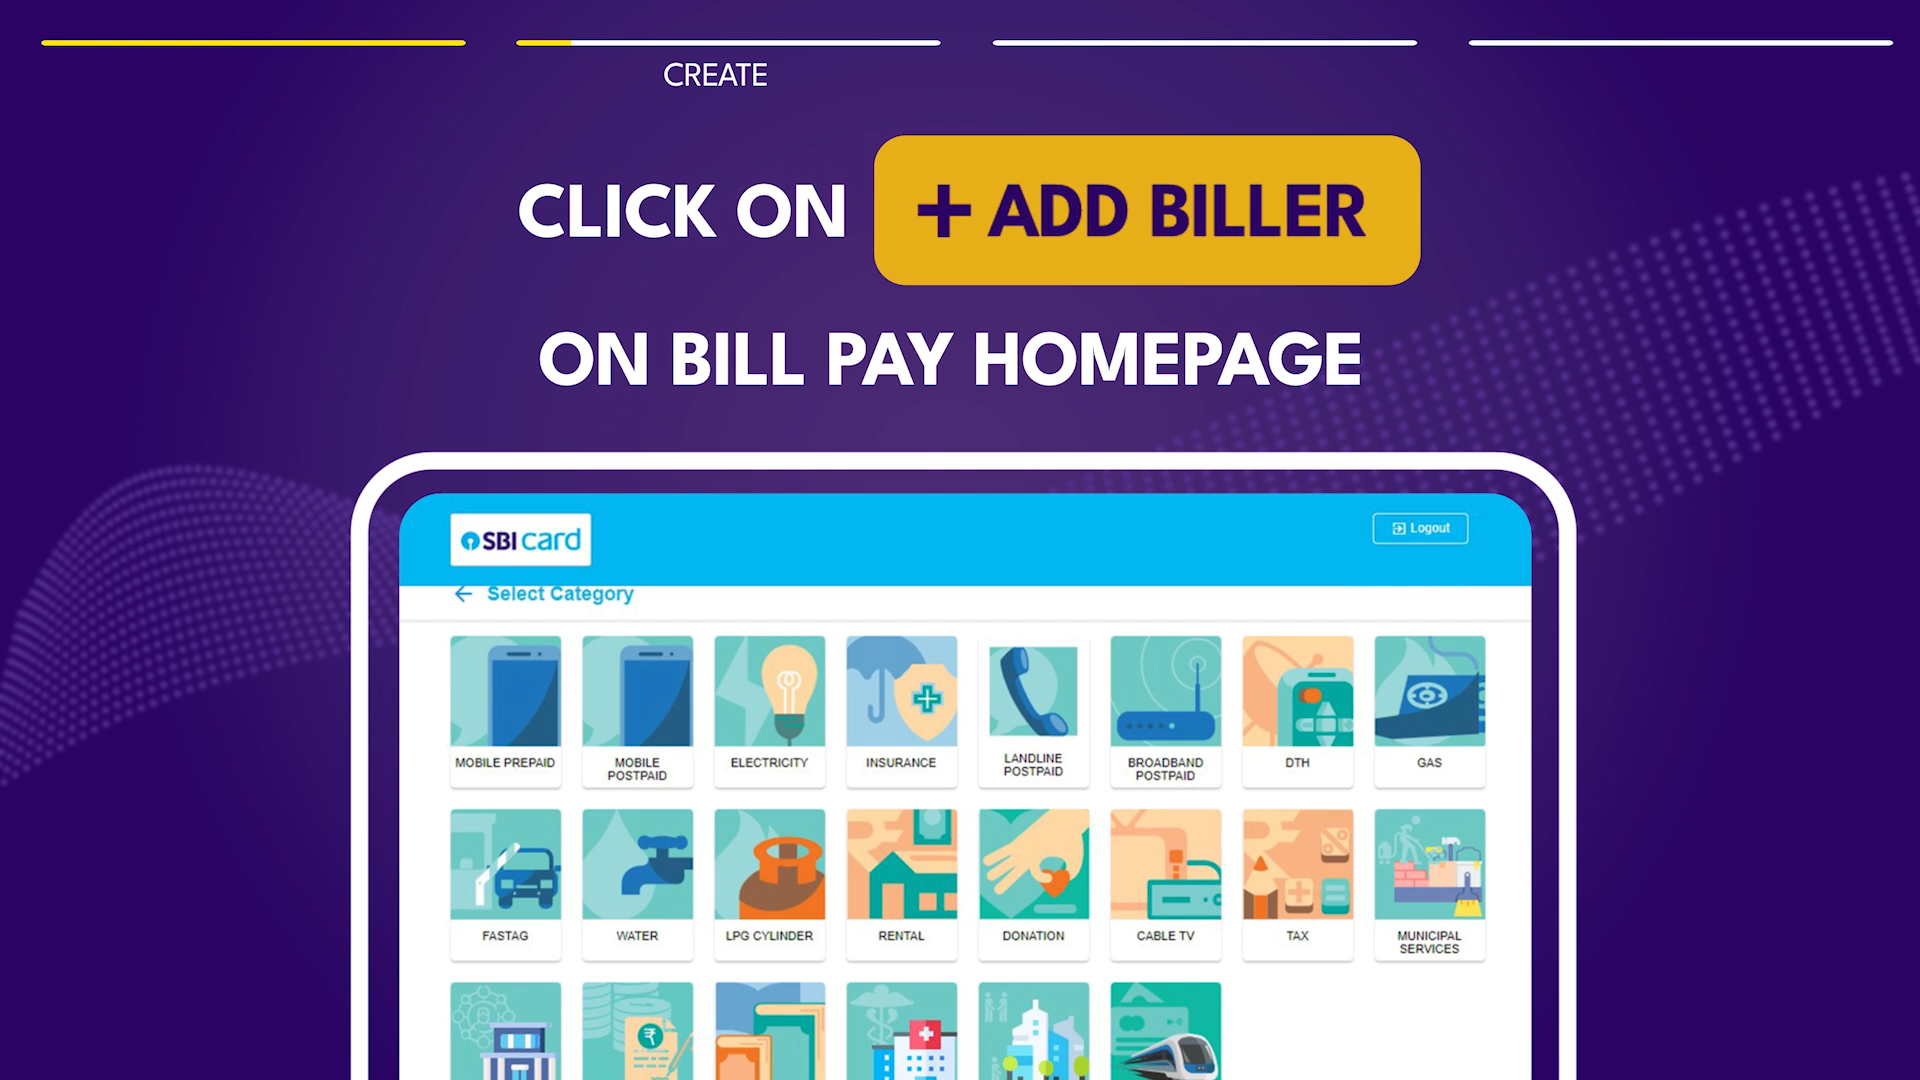 CREATE
CLICK ON + ADD BILLER
ON BILL PAY HOMEPAGE
SBI card
Logout
Select Category
MOBILE PREPAID
MOBILE
POSTPAID
ELECTRICITY
INSURANCE
LANDLINE
POSTPAID
BROADBAND
POSTPAID
DTH
GAS
FASTAG
WATER
LPG CYLINDER
RENTAL
DONATION
CABLE TV
TAX
MUNICIPAL
SERVICES
₹